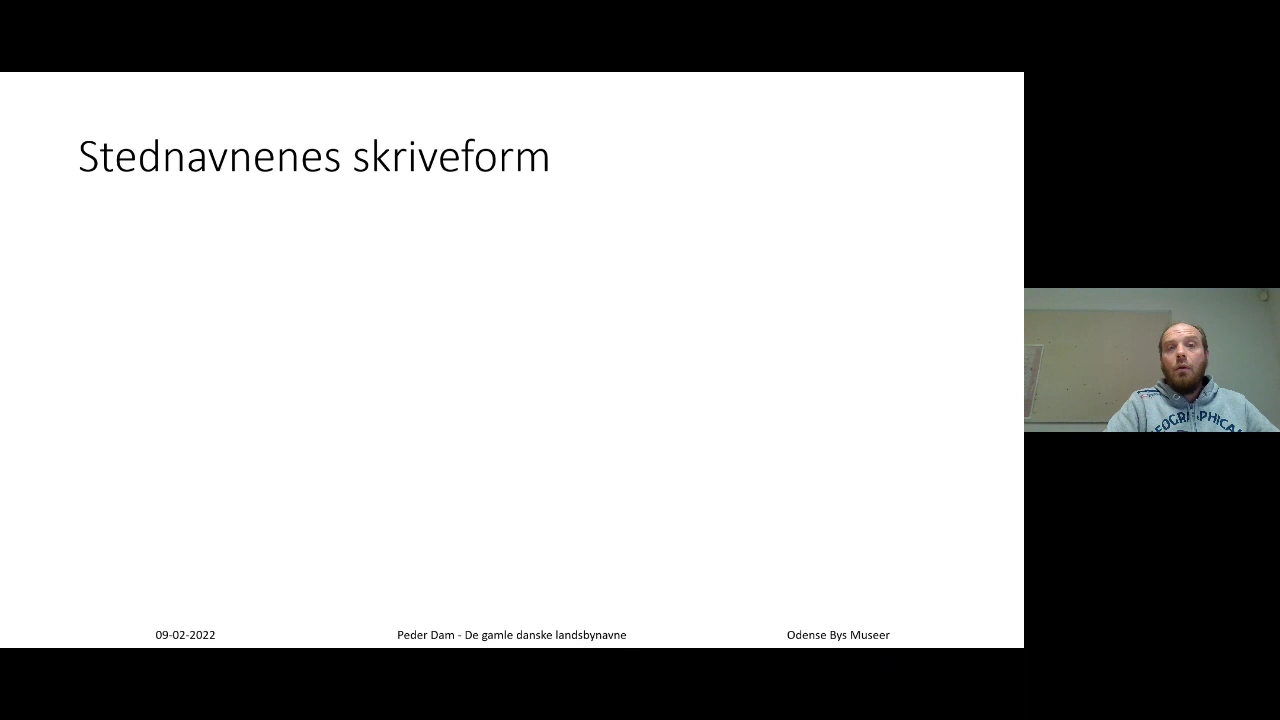 Stednavnenes skriveform
09-02-2022
Peder Dam - De gamle danske landsbynavne
Odense Bys Museer